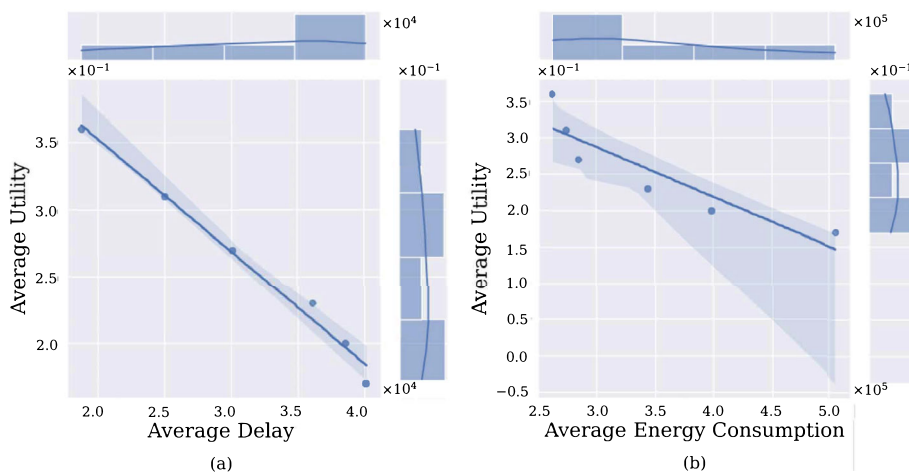 ×10⁴
×10⁵
×10⁻¹
×10⁻¹
×10⁻¹
×10⁻¹
3.5
3.0
2.5
2.0
Average Utility
×10⁴
2.0 2.5 3.0 3.5 4.0
Average Delay
(a)
3.5
3.0
2.5
2.0
1.5
1.0
0.5
0.0
−0.5
Average Utility
×10⁵
2.5 3.0 3.5 4.0 4.5 5.0
Average Energy Consumption
(b)